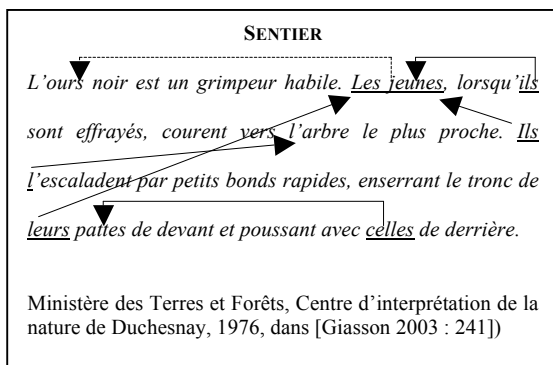 SENTIER
L'ours noir est un grimpeur habile. Les jeunes, lorsqu'ils
sont effrayés, courent vers l'arbre le plus proche. Ils
l'escaladent par petits bonds rapides, enserrant le tronc de
leurs pattes de devant et poussant avec celles de derrière.
Ministère des Terres et Forêts, Centre d'interprétation de la
nature de Duchesnay, 1976, dans [Giasson 2003 : 241])